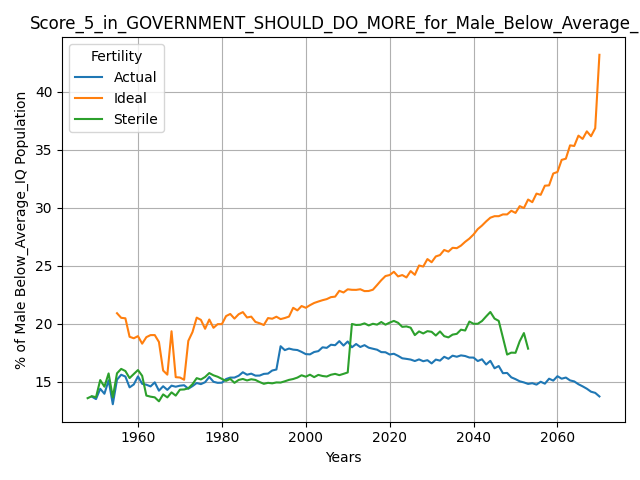 Score_5_in_GOVERNMENT_SHOULD_DO_MORE_for_Male_Below_Average_
Fertility
Actual
Ideal
Sterile
% of Male Below_Average_IQ Population
40
35
30
25
20
15
1960
1980
2000
2020
2040
2060
Years